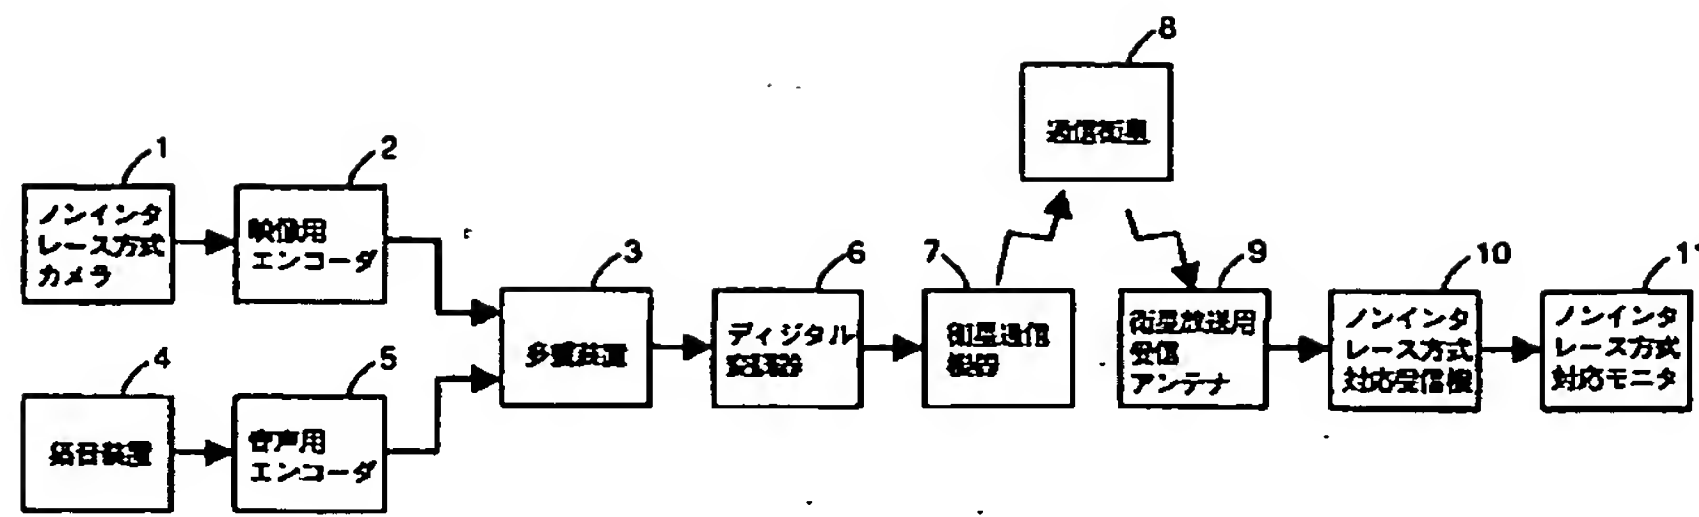 8
通信衛星
1
ノンインタ
レース方式
カメラ
2
映像用
エンコーダ
3
多重装置
6
ディジタル
変調器
7
衛星通信
機器
9
衛星放送用
受信
アンテナ
10
ノンインタ
レース方式
対応受信機
11
ノンインタ
レース方式
対応モニタ
4
5
音声用
エンコーダ